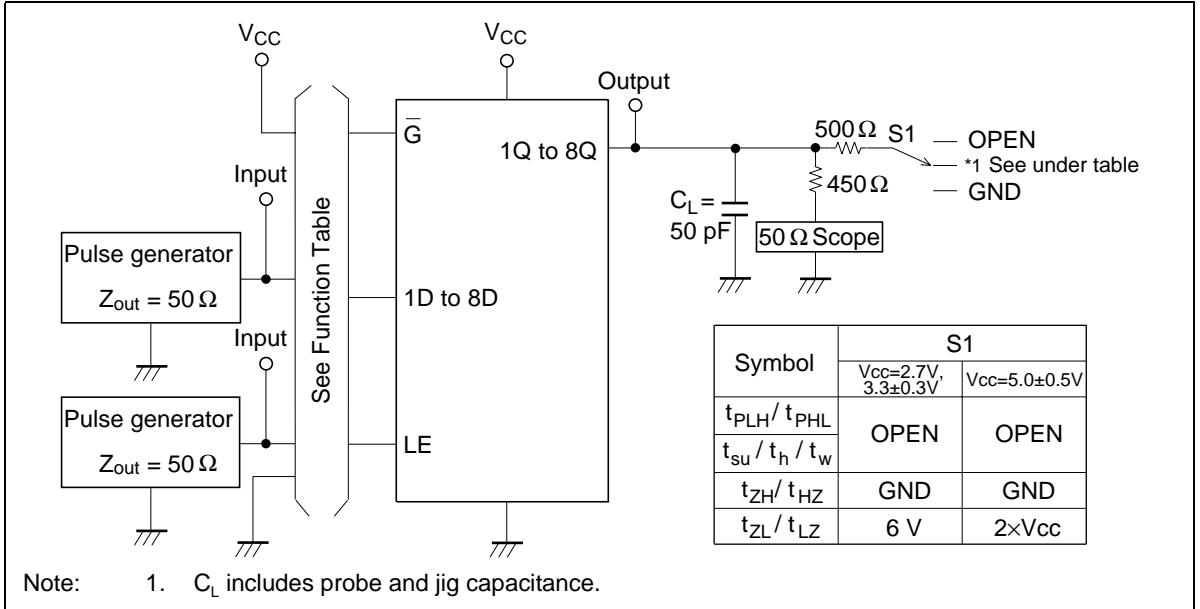 VCC
VCC
Output
G
1Q to 8Q
500 Ω S1
OPEN
*1 See under table
GND
450 Ω
CL =
50 pF
50 Ω Scope
Input
Pulse generator
Zout = 50 Ω
See Function Table
1D to 8D
Input
Pulse generator
Zout = 50 Ω
LE
Symbol
S1
Vcc=2.7V,
3.3±0.3V
Vcc=5.0±0.5V
tPLH / tPHL
OPEN
OPEN
tsu / th / tw
tZH / tHZ
GND
GND
tZL / tLZ
6 V
2×Vcc
Note: 1. CL includes probe and jig capacitance.